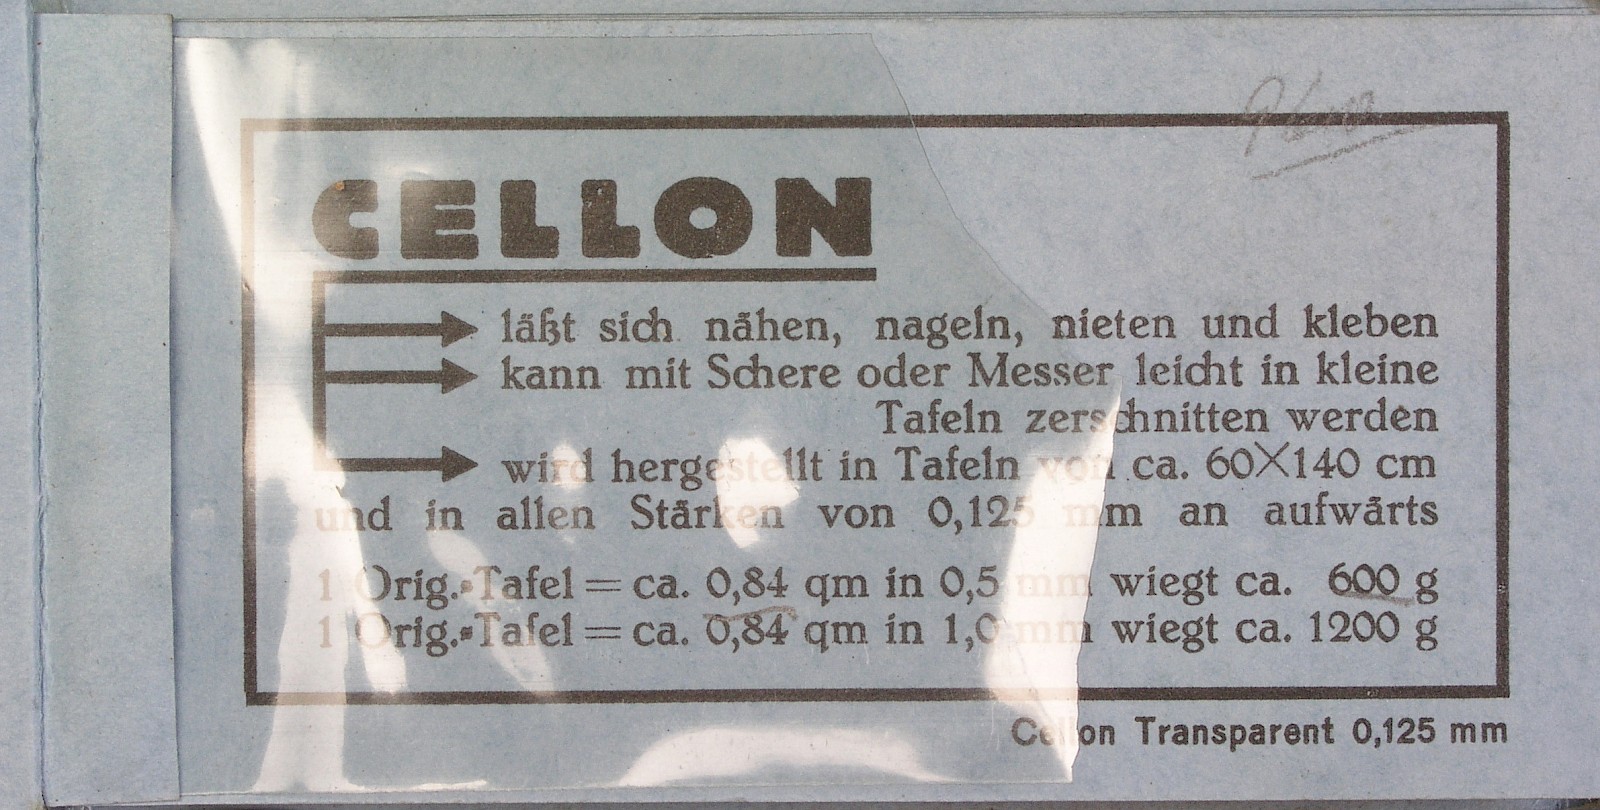 CELLON
läßt sich nähen, nageln, nieten und kleben
kann mit Schere oder Messer leicht in kleine
Tafeln zerschnitten werden
wird hergestellt in Tafeln von ca. 60×140 cm
und in allen Stärken von 0,125 mm an aufwärts
1 Orig.-Tafel = ca. 0,84 qm in 0,5 mm wiegt ca. 600 g
1 Orig.-Tafel = ca. 0,84 qm in 1,0 mm wiegt ca. 1200 g
Cellon Transparent 0,125 mm